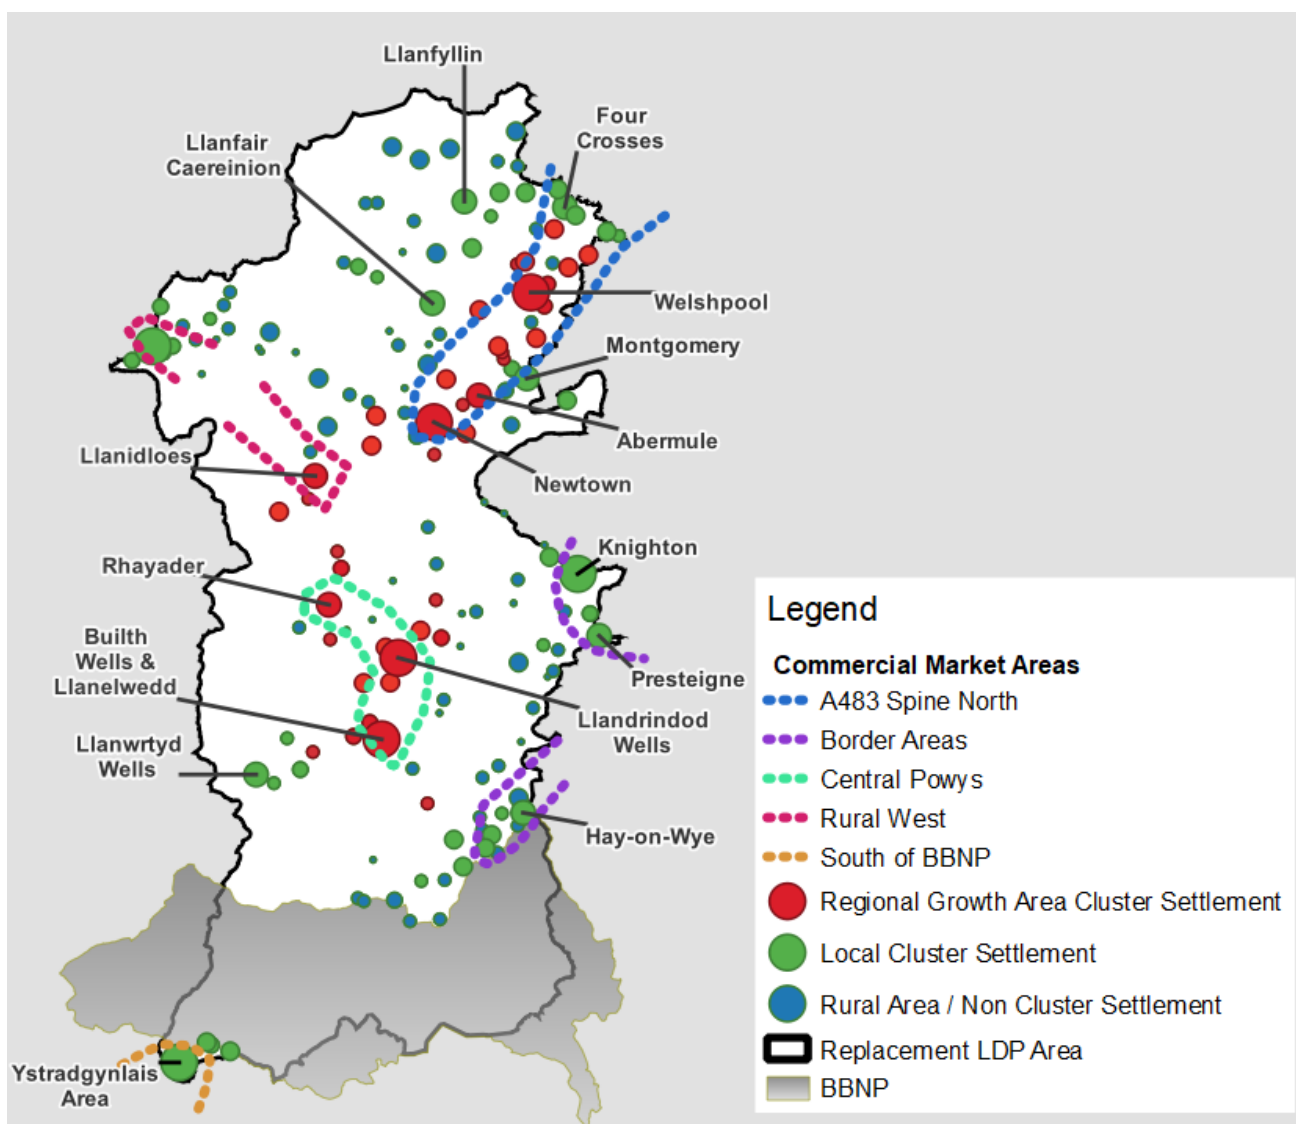 Llanfyllin
Four
Crosses
Llanfair
Caereinion
Welshpool
Montgomery
Abermule
Newtown
Llanidloes
Knighton
Rhayader
Builth
Wells &
Llanelwedd
Presteigne
Llandrindod
Wells
Llanwrtyd
Wells
Hay-on-Wye
Ystradgynlais
Area
Legend
Commercial Market Areas
A483 Spine North
Border Areas
Central Powys
Rural West
South of BBNP
Regional Growth Area Cluster Settlement
Local Cluster Settlement
Rural Area / Non Cluster Settlement
Replacement LDP Area
BBNP